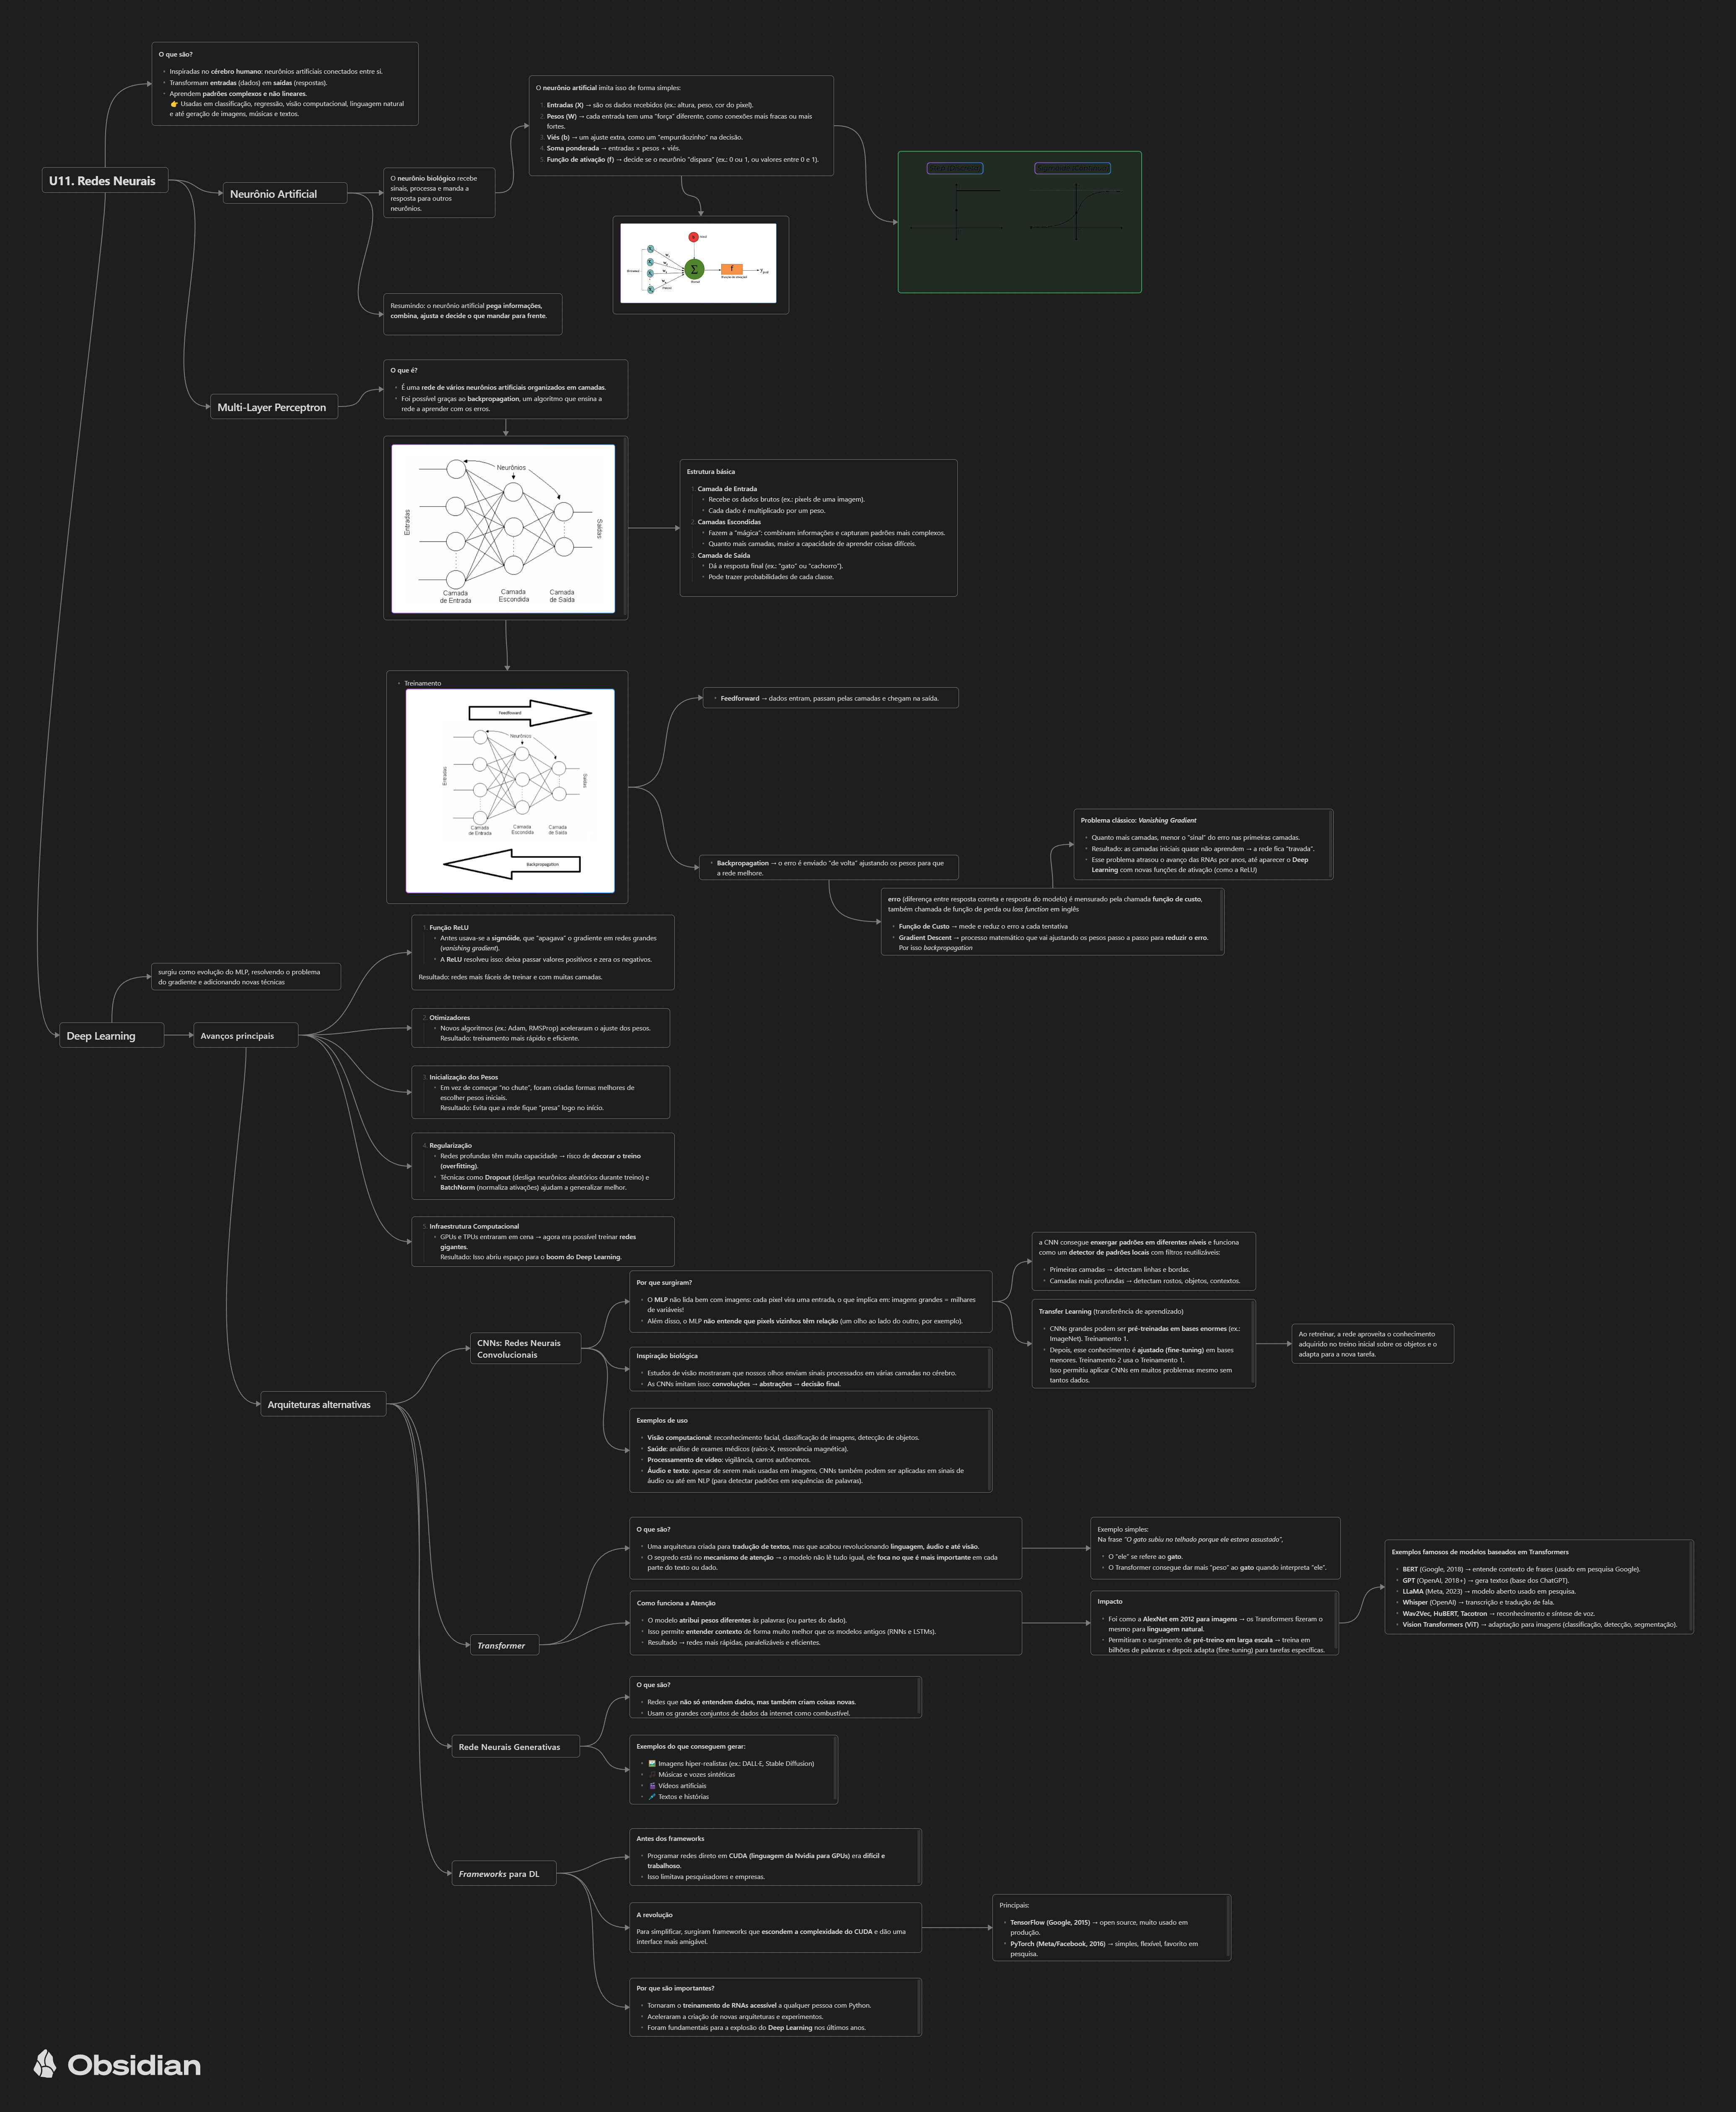 O que são?
• Inspiradas no cérebro humano: neurônios artificiais conectados entre si.
• Transformam entradas (dados) em saídas (respostas).
• Aprendem padrões complexos e não lineares.
👉 Usadas em classificação, regressão, visão computacional, linguagem natural
e até geração de imagens, músicas e textos.
U11. Redes Neurais
Neurônio Artificial
O neurônio biológico recebe
sinais, processa e manda a
resposta para outros
neurônios.
O neurônio artificial imita isso de forma simples:
1. Entradas (X) → são os dados recebidos (ex.: altura, peso, cor do pixel).
2. Pesos (W) → cada entrada tem uma "força" diferente, como conexões mais fracas ou mais
fortes.
3. Viés (b) → um ajuste extra, como um "empurrãozinho" na decisão.
4. Soma ponderada → entradas × pesos + viés.
5. Função de ativação (f) → decide se o neurônio "dispara" (ex.: 0 ou 1, ou valores entre 0 e 1).
Σ
f
Resumindo: o neurônio artificial pega informações,
combina, ajusta e decide o que mandar para frente.
Multi-Layer Perceptron
O que é?
• É uma rede de vários neurônios artificiais organizados em camadas.
• Foi possível graças ao backpropagation, um algoritmo que ensina a
rede a aprender com os erros.
Neurônios
Entradas
Saídas
Camada
de Entrada
Camada
Escondida
Camada
de Saída
Estrutura básica
1. Camada de Entrada
• Recebe os dados brutos (ex.: pixels de uma imagem).
• Cada dado é multiplicado por um peso.
2. Camadas Escondidas
• Fazem a "mágica": combinam informações e capturam padrões mais complexos.
• Quanto mais camadas, maior a capacidade de aprender coisas difíceis.
3. Camada de Saída
• Dá a resposta final (ex.: "gato" ou "cachorro").
• Pode trazer probabilidades de cada classe.
• Treinamento
Feedfoward
Neurônios
Entradas
Saídas
Camada
de Entrada
Camada
Escondida
Camada
de Saída
Backpropagation
• Feedforward → dados entram, passam pelas camadas e chegam na saída.
• Backpropagation → o erro é enviado "de volta" ajustando os pesos para que
a rede melhore.
Problema clássico: Vanishing Gradient
• Quanto mais camadas, menor o "sinal" do erro nas primeiras camadas.
• Resultado: as camadas iniciais quase não aprendem → a rede fica "travada".
• Esse problema atrasou o avanço das RNAs por anos, até aparecer o Deep
Learning com novas funções de ativação (como a ReLU)
erro (diferença entre resposta correta e resposta do modelo) é mensurado pela chamada função de custo,
também chamada de função de perda ou loss function em inglês
• Função de Custo → mede e reduz o erro a cada tentativa
• Gradient Descent → processo matemático que vai ajustando os pesos passo a passo para reduzir o erro.
Por isso backpropagation
Deep Learning
surgiu como evolução do MLP, resolvendo o problema
do gradiente e adicionando novas técnicas
Avanços principais
1. Função ReLU
• Antes usava-se a sigmóide, que "apagava" o gradiente em redes grandes
(vanishing gradient).
• A ReLU resolveu isso: deixa passar valores positivos e zera os negativos.
Resultado: redes mais fáceis de treinar e com muitas camadas.
2. Otimizadores
• Novos algoritmos (ex.: Adam, RMSProp) aceleraram o ajuste dos pesos.
Resultado: treinamento mais rápido e eficiente.
3. Inicialização dos Pesos
• Em vez de começar "no chute", foram criadas formas melhores de
escolher pesos iniciais.
Resultado: Evita que a rede fique "presa" logo no início.
4. Regularização
• Redes profundas têm muita capacidade → risco de decorar o treino
(overfitting).
• Técnicas como Dropout (desliga neurônios aleatórios durante treino) e
BatchNorm (normaliza ativações) ajudam a generalizar melhor.
5. Infraestrutura Computacional
• GPUs e TPUs entraram em cena → agora era possível treinar redes
gigantes.
Resultado: Isso abriu espaço para o boom do Deep Learning.
Arquiteturas alternativas
CNNs: Redes Neurais
Convolucionais
Por que surgiram?
• O MLP não lida bem com imagens: cada pixel vira uma entrada, o que implica em: imagens grandes = milhares
de variáveis!
• Além disso, o MLP não entende que pixels vizinhos têm relação (um olho ao lado do outro, por exemplo).
a CNN consegue enxergar padrões em diferentes níveis e funciona
como um detector de padrões locais com filtros reutilizáveis:
• Primeiras camadas → detectam linhas e bordas.
• Camadas mais profundas → detectam rostos, objetos, contextos.
Transfer Learning (transferência de aprendizado)
• CNNs grandes podem ser pré-treinadas em bases enormes (ex.:
ImageNet). Treinamento 1.
• Depois, esse conhecimento é ajustado (fine-tuning) em bases
menores. Treinamento 2 usa o Treinamento 1.
Isso permitiu aplicar CNNs em muitos problemas mesmo sem
tantos dados.
Ao retreinar, a rede aproveita o conhecimento
adquirido no treino inicial sobre os objetos e o
adapta para a nova tarefa.
Inspiração biológica
• Estudos de visão mostraram que nossos olhos enviam sinais processados em várias camadas no cérebro.
• As CNNs imitam isso: convoluções → abstrações → decisão final.
Exemplos de uso
• Visão computacional: reconhecimento facial, classificação de imagens, detecção de objetos.
• Saúde: análise de exames médicos (raios-X, ressonância magnética).
• Processamento de vídeo: vigilância, carros autônomos.
• Áudio e texto: apesar de serem mais usadas em imagens, CNNs também podem ser aplicadas em sinais de
áudio ou até em NLP (para detectar padrões em sequências de palavras).
Transformer
O que são?
• Uma arquitetura criada para tradução de textos, mas que acabou revolucionando linguagem, áudio e até visão.
• O segredo está no mecanismo de atenção → o modelo não lê tudo igual, ele foca no que é mais importante em cada
parte do texto ou dado.
Exemplo simples:
Na frase "O gato subiu no telhado porque ele estava assustado",
• O "ele" se refere ao gato.
• O Transformer consegue dar mais "peso" ao gato quando interpreta "ele".
Como funciona a Atenção
• O modelo atribui pesos diferentes às palavras (ou partes do dado).
• Isso permite entender contexto de forma muito melhor que os modelos antigos (RNNs e LSTMs).
• Resultado → redes mais rápidas, paralelizáveis e eficientes.
Impacto
• Foi como a AlexNet em 2012 para imagens → os Transformers fizeram o
mesmo para linguagem natural.
• Permitiram o surgimento de pré-treino em larga escala → treina em
bilhões de palavras e depois adapta (fine-tuning) para tarefas específicas.
Exemplos famosos de modelos baseados em Transformers
• BERT (Google, 2018) → entende contexto de frases (usado em pesquisa Google).
• GPT (OpenAI, 2018+) → gera textos (base dos ChatGPT).
• LLaMA (Meta, 2023) → modelo aberto usado em pesquisa.
• Whisper (OpenAI) → transcrição e tradução de fala.
• Wav2Vec, HuBERT, Tacotron → reconhecimento e síntese de voz.
• Vision Transformers (ViT) → adaptação para imagens (classificação, detecção, segmentação).
Rede Neurais Generativas
O que são?
• Redes que não só entendem dados, mas também criam coisas novas.
• Usam os grandes conjuntos de dados da internet como combustível.
Exemplos do que conseguem gerar:
• 🖼️ Imagens hiper-realistas (ex.: DALL·E, Stable Diffusion)
• 🎵 Músicas e vozes sintéticas
• 🎬 Vídeos artificiais
• Textos e histórias
Frameworks para DL
Antes dos frameworks
• Programar redes direto em CUDA (linguagem da Nvidia para GPUs) era difícil e
trabalhoso.
• Isso limitava pesquisadores e empresas.
A revolução
Para simplificar, surgiram frameworks que escondem a complexidade do CUDA e dão uma
interface mais amigável.
Principais:
• TensorFlow (Google, 2015) → open source, muito usado em
produção.
• PyTorch (Meta/Facebook, 2016) → simples, flexível, favorito em
pesquisa.
Por que são importantes?
• Tornaram o treinamento de RNAs acessível a qualquer pessoa com Python.
• Aceleraram a criação de novas arquiteturas e experimentos.
• Foram fundamentais para a explosão do Deep Learning nos últimos anos.
Obsidian